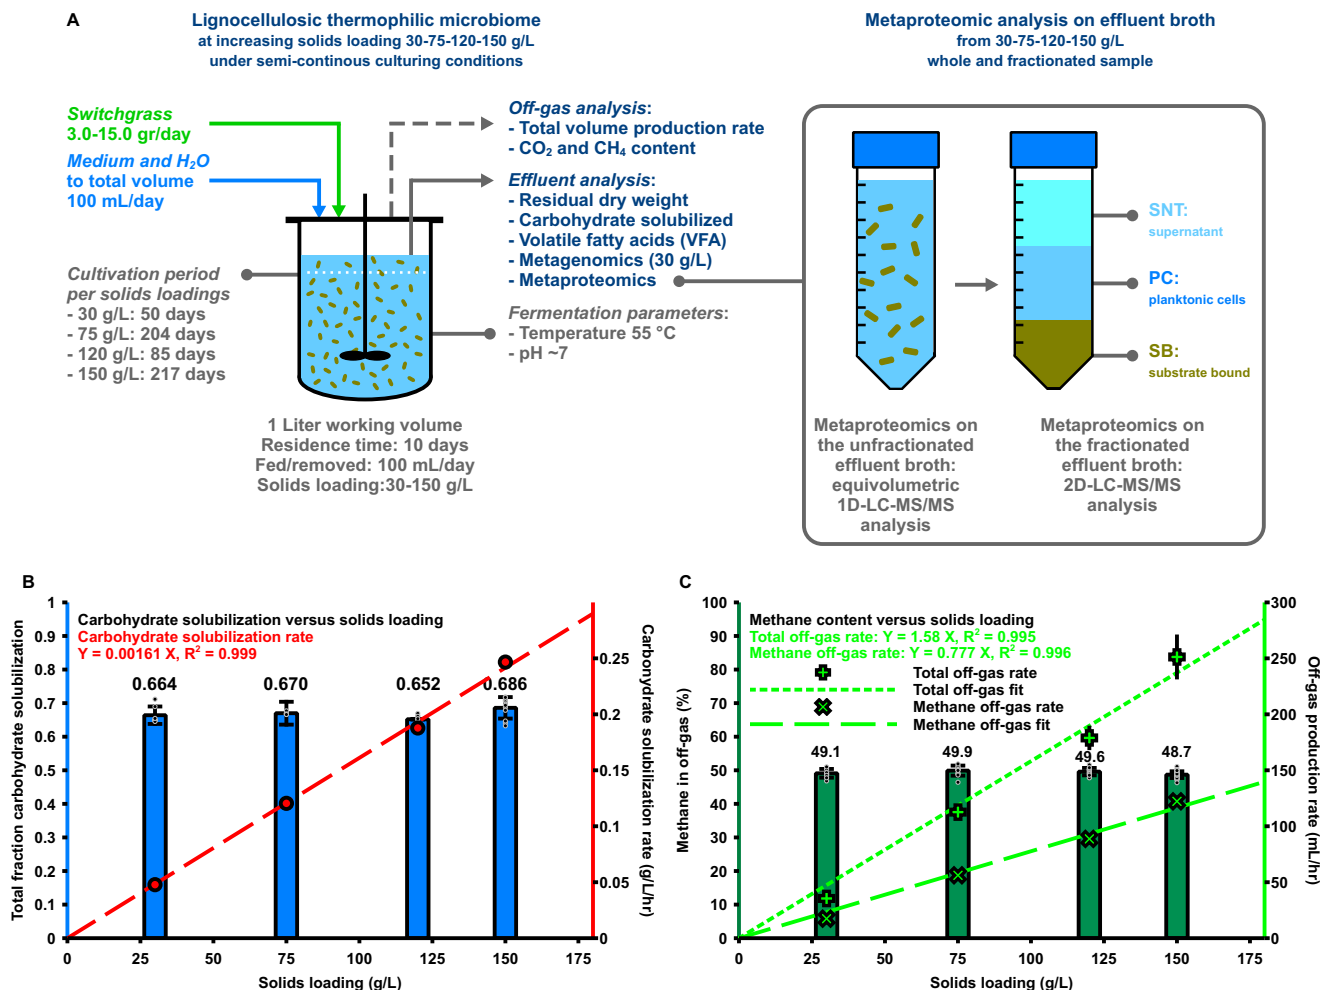 A
Lignocellulosic thermophilic microbiome
at increasing solids loading 30-75-120-150 g/L
under semi-continous culturing conditions
Metaproteomic analysis on effluent broth
from 30-75-120-150 g/L
whole and fractionated sample
Switchgrass
3.0-15.0 gr/day
Medium and H₂O
to total volume
100 mL/day
Cultivation period
per solids loadings
- 30 g/L: 50 days
- 75 g/L: 204 days
- 120 g/L: 85 days
- 150 g/L: 217 days
Off-gas analysis:
- Total volume production rate
- CO₂ and CH₄ content
Effluent analysis:
- Residual dry weight
- Carbohydrate solubilized
- Volatile fatty acids (VFA)
- Metagenomics (30 g/L)
- Metaproteomics
Fermentation parameters:
- Temperature 55 °C
- pH ~7
1 Liter working volume
Residence time: 10 days
Fed/removed: 100 mL/day
Solids loading:30-150 g/L
SNT:
supernatant
PC:
planktonic cells
SB:
substrate bound
Metaproteomics on
the unfractionated
effluent broth:
equivolumetric
1D-LC-MS/MS
analysis
Metaproteomics on
the fractionated
effluent broth:
2D-LC-MS/MS
analysis
B
Total fraction carbohydrate solubilization
1
0.9
0.8
0.7
0.6
0.5
0.4
0.3
0.2
0.1
0
Carbohydrate solubilization versus solids loading
Carbohydrate solubilization rate
Y = 0.00161 X, R² = 0.999
0.664
0.670
0.652
0.686
0.25
0.2
0.15
0.1
0.05
0
Carbonhydrate solubilization
rate (g/L/hr)
0
25
50
75
100
125
150
175
Solids loading (g/L)
C
Methane in off-gas (%)
100
90
80
70
60
50
40
30
20
10
0
Methane content versus solids loading
Total off-gas rate: Y = 1.58 X, R² = 0.995
Methane off-gas rate: Y = 0.777 X, R² = 0.996
Total off-gas rate
Total off-gas fit
Methane off-gas rate
Methane off-gas fit
49.1
49.9
49.6
48.7
300
250
200
150
100
50
0
Off-gas production rate (mL/hr)
0
25
50
75
100
125
150
175
Solids loading (g/L)